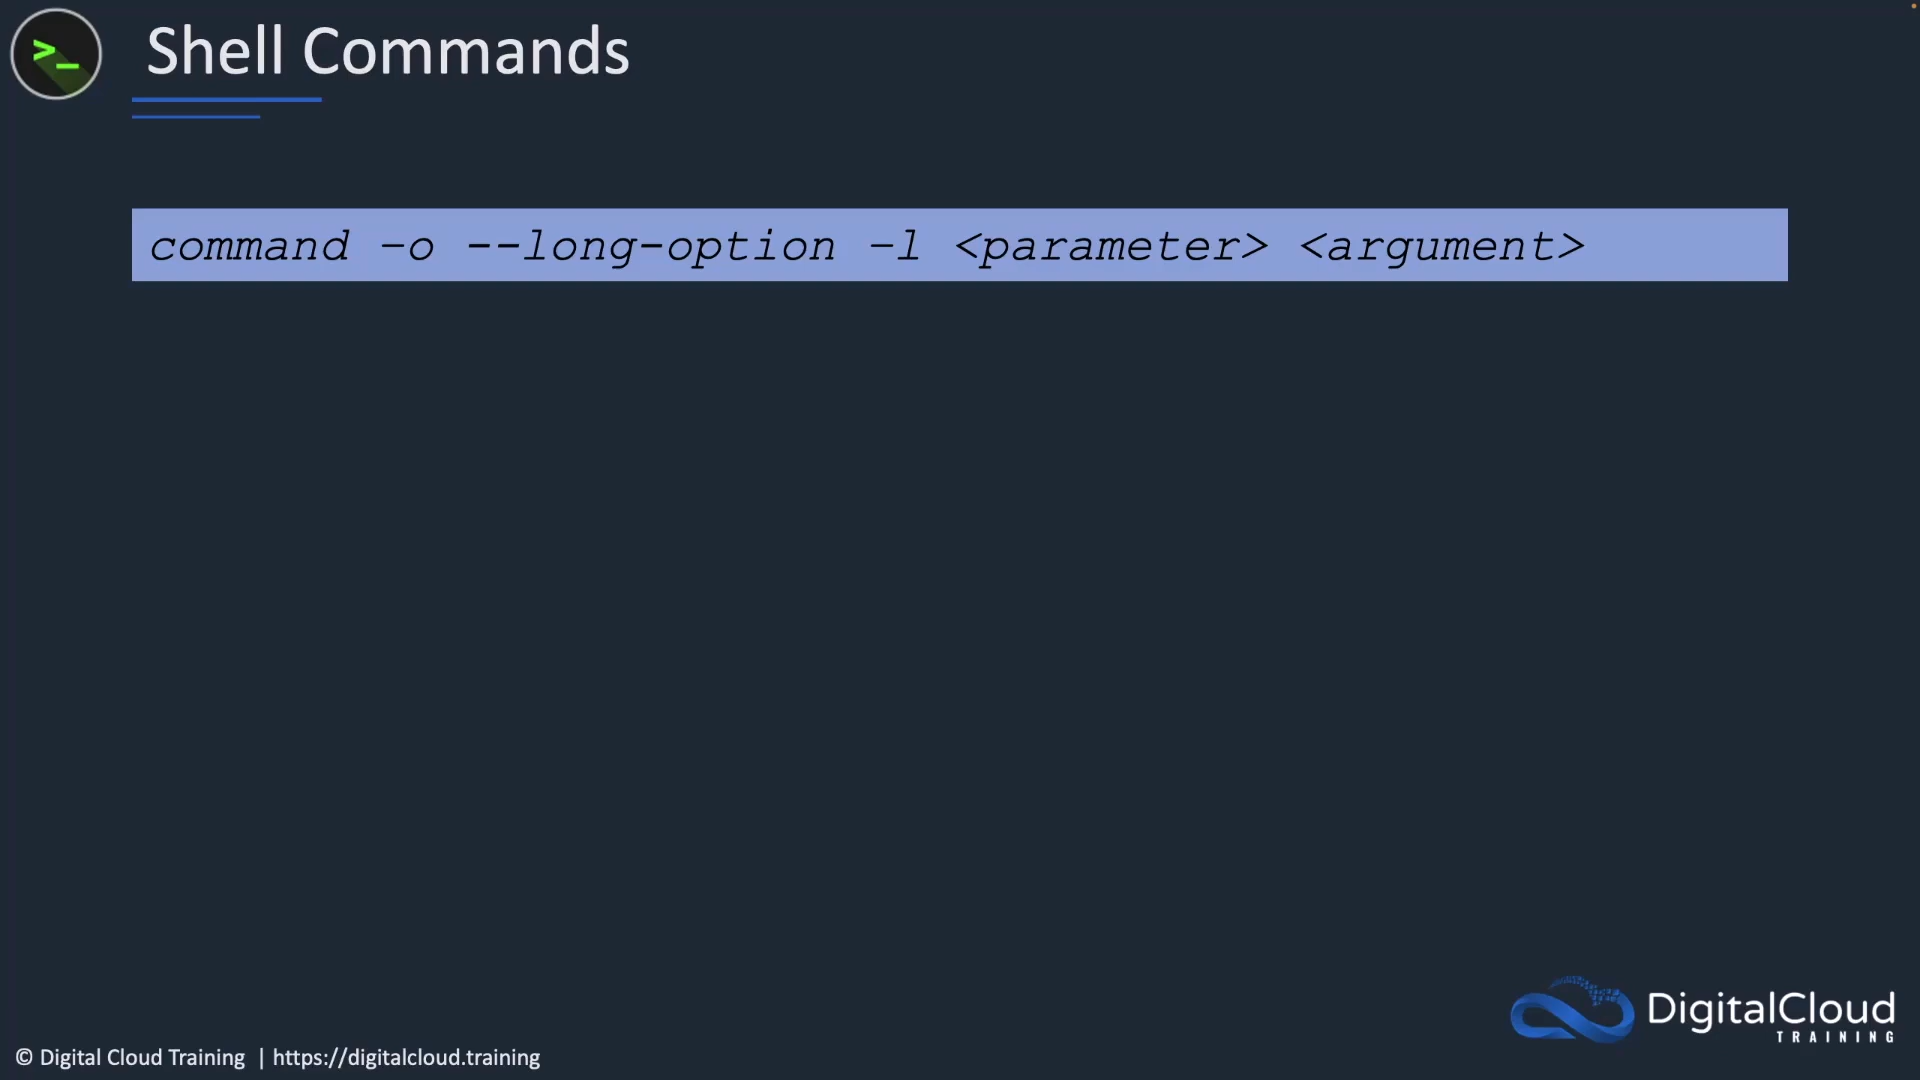 >_
Shell Commands
command –o --long-option –l <parameter> <argument>
DigitalCloud
TRAINING
© Digital Cloud Training | https://digitalcloud.training